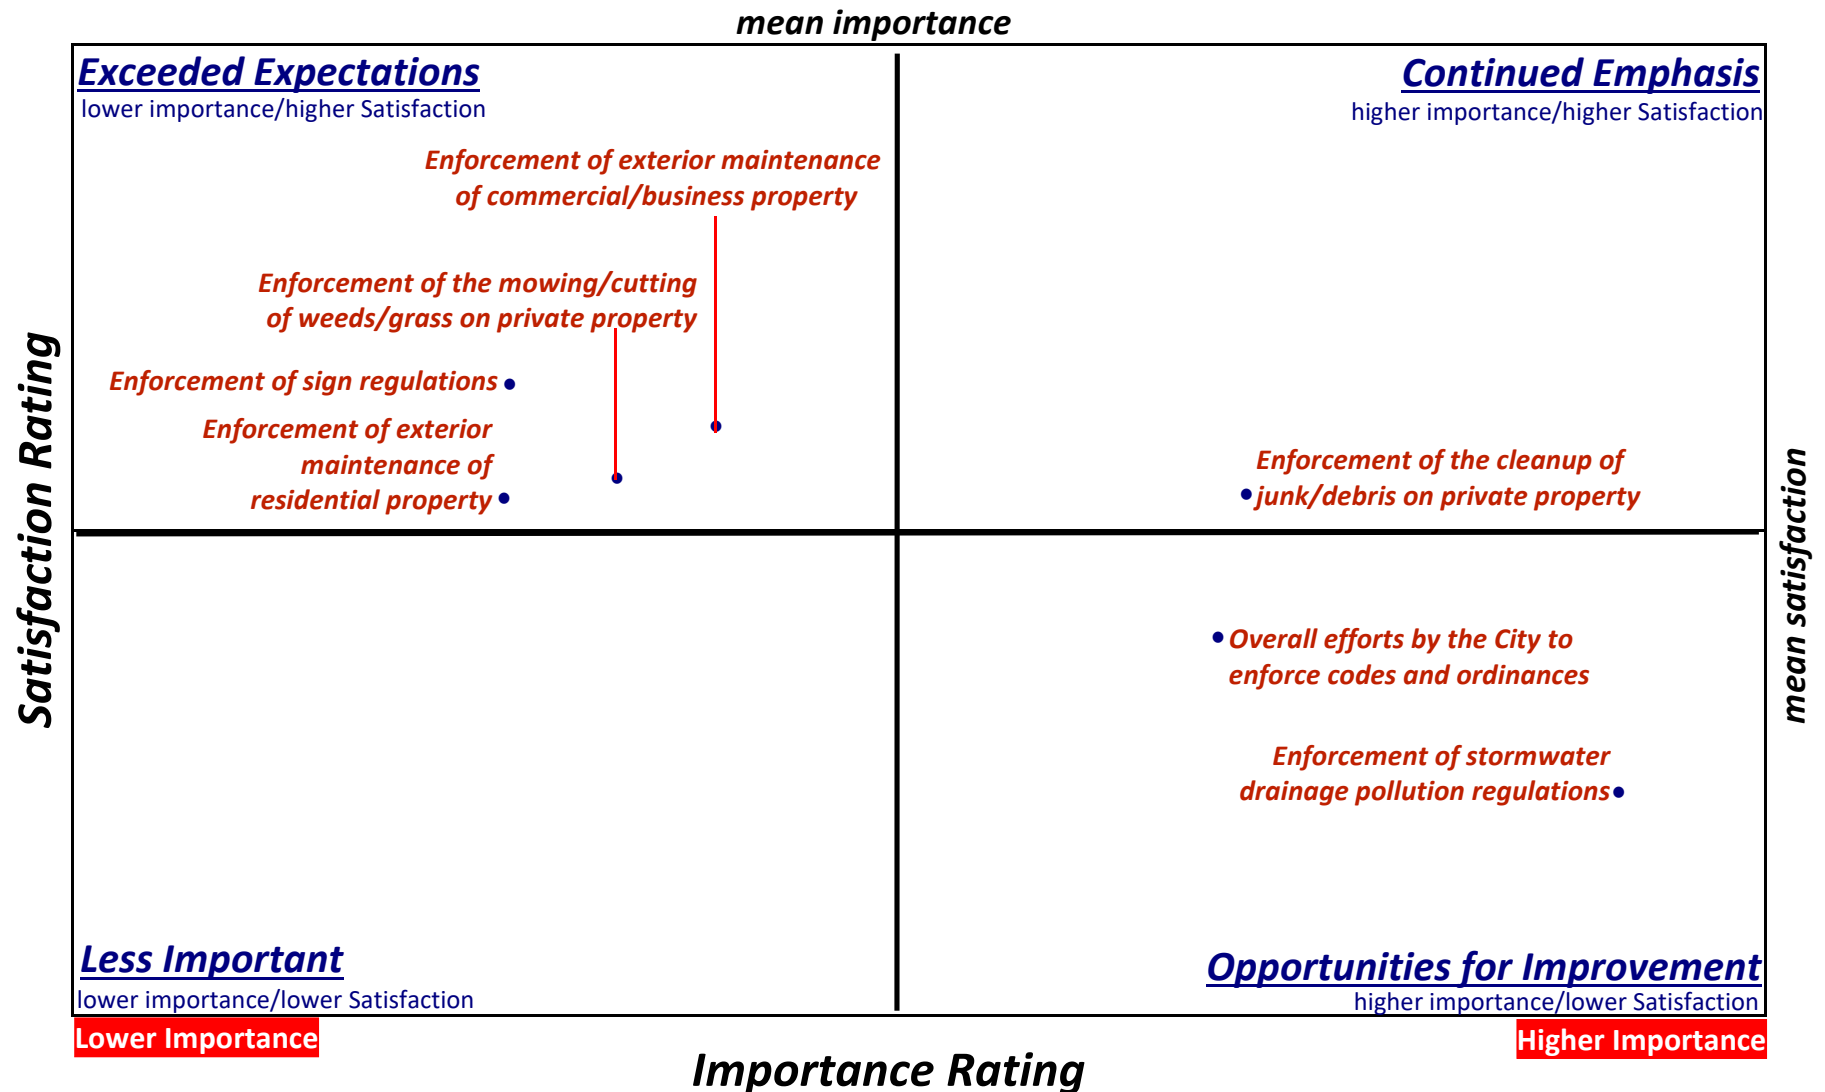 mean importance
Exceeded Expectations
lower importance/higher Satisfaction
Continued Emphasis
higher importance/higher Satisfaction
Enforcement of exterior maintenance
of commercial/business property
Enforcement of the mowing/cutting
of weeds/grass on private property
Enforcement of sign regulations
Enforcement of exterior
maintenance of
residential property
Enforcement of the cleanup of
junk/debris on private property
Satisfaction Rating
mean satisfaction
Overall efforts by the City to
enforce codes and ordinances
Enforcement of stormwater
drainage pollution regulations
Less Important
lower importance/lower Satisfaction
Opportunities for Improvement
higher importance/lower Satisfaction
Lower Importance
Higher Importance
Importance Rating